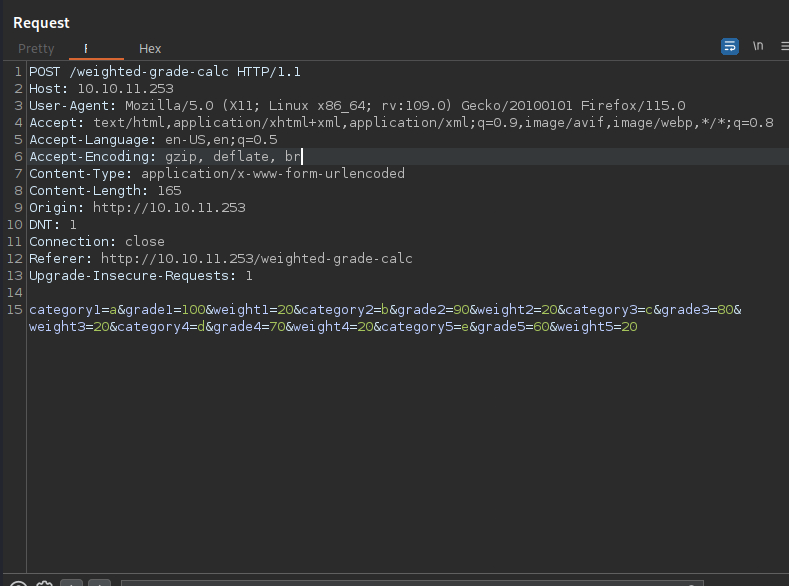 Request
Pretty
Hex
\n
1 POST /weighted-grade-calc HTTP/1.1
2 Host: 10.10.11.253
3 User-Agent: Mozilla/5.0 (X11; Linux x86_64; rv:109.0) Gecko/20100101 Firefox/115.0
4 Accept: text/html,application/xhtml+xml,application/xml;q=0.9,image/avif,image/webp,*/*;q=0.8
5 Accept-Language: en-US,en;q=0.5
6 Accept-Encoding: gzip, deflate, br
7 Content-Type: application/x-www-form-urlencoded
8 Content-Length: 165
9 Origin: http://10.10.11.253
10 DNT: 1
11 Connection: close
12 Referer: http://10.10.11.253/weighted-grade-calc
13 Upgrade-Insecure-Requests: 1
14
15 category1=a&grade1=100&weight1=20&category2=b&grade2=90&weight2=20&category3=c&grade3=80&
weight3=20&category4=d&grade4=70&weight4=20&category5=e&grade5=60&weight5=20